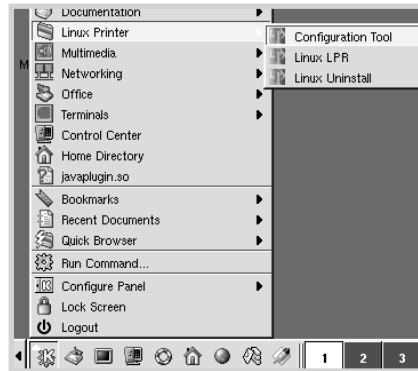 Documentation
Linux Printer
Configuration Tool
Multimedia
Linux LPR
M
Networking
Linux Uninstall
Office
Terminals
Control Center
Home Directory
javaplugin.so
Bookmarks
Recent Documents
Quick Browser
Run Command...
Configure Panel
Lock Screen
Logout
1 2 3